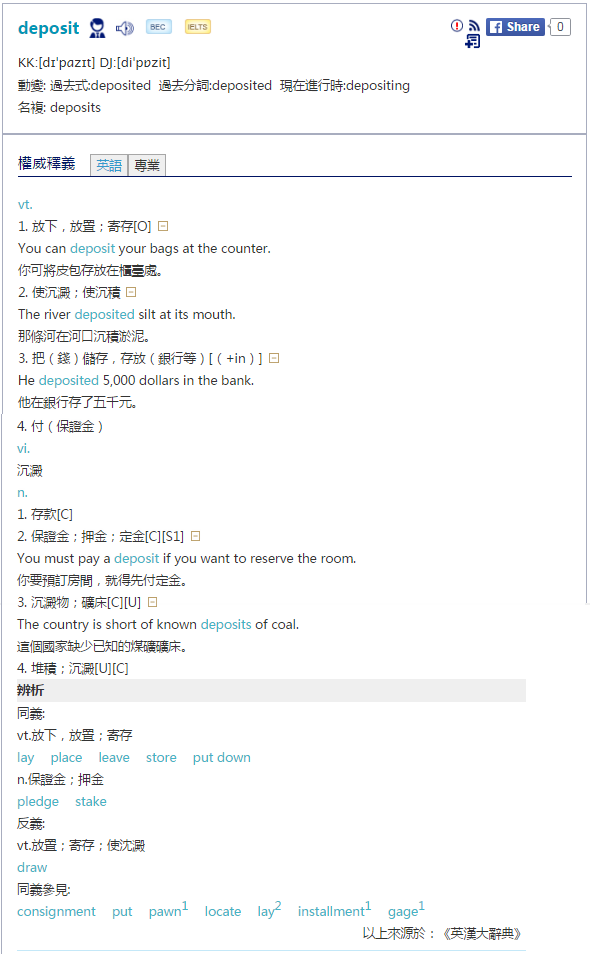 deposit BEC IELTS Share 0
KK:[dɪˈpɑzɪt] DJ:[diˈpɒzit]
動變: 過去式:deposited 過去分詞:deposited 現在進行時:depositing
名複: deposits
權威釋義 英語 專業
vt.
1. 放下，放置；寄存[O]
You can deposit your bags at the counter.
你可將皮包存放在櫃臺處。
2. 使沉澱；使沉積
The river deposited silt at its mouth.
那條河在河口沉積淤泥。
3. 把（錢）儲存，存放（銀行等）[（+in）]
He deposited 5,000 dollars in the bank.
他在銀行存了五千元。
4. 付（保證金）
vi.
沉澱
n.
1. 存款[C]
2. 保證金；押金；定金[C][S1]
You must pay a deposit if you want to reserve the room.
你要預訂房間，就得先付定金。
3. 沉澱物；礦床[C][U]
The country is short of known deposits of coal.
這個國家缺少已知的煤礦礦床。
4. 堆積；沉澱[U][C]
辨析
同義:
vt.放下，放置；寄存
lay place leave store put down
n.保證金；押金
pledge stake
反義:
vt.放置；寄存；使沈澱
draw
同義參見:
consignment put pawn1 locate lay2 installment1 gage1
以上來源於：《英漢大辭典》